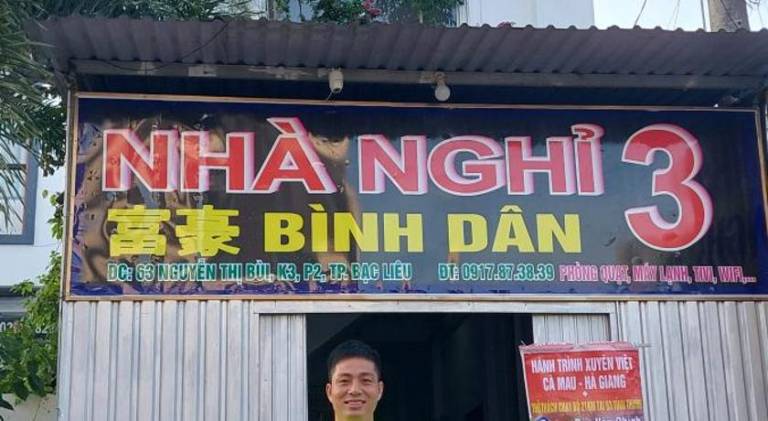 NHÀ NGHỈ 3
富豪 BÌNH DÂN
ĐC: 63 NGUYỄN THỊ BÙI, K3, P2, TP. BẠC LIÊU ĐT: 0917.87.38.39 PHÒNG QUẠT, MÁY LẠNH, TIVI, WIFI,...
HÀNH TRÌNH XUYÊN VIỆT
CÀ MAU - HÀ GIANG